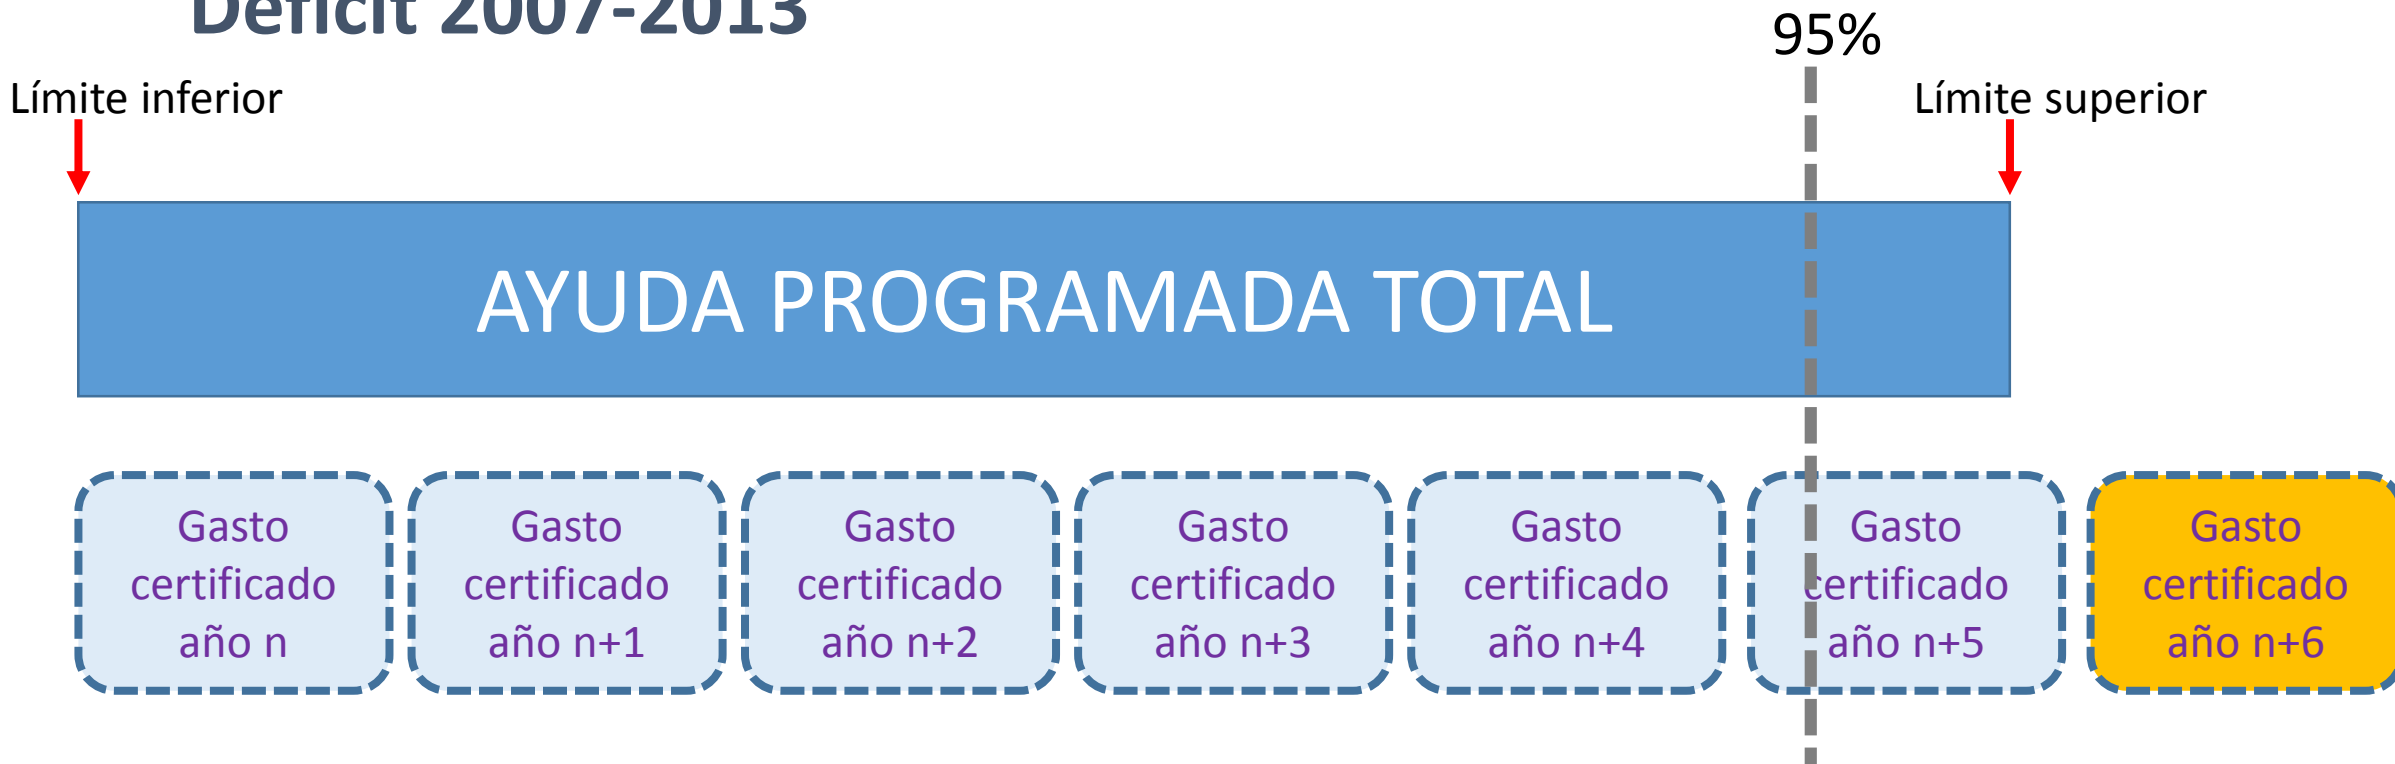 Déficit 2007-2013
95%
Límite inferior
Límite superior
AYUDA PROGRAMADA TOTAL
Gasto
certificado
año n
Gasto
certificado
año n+1
Gasto
certificado
año n+2
Gasto
certificado
año n+3
Gasto
certificado
año n+4
Gasto
certificado
año n+5
Gasto
certificado
año n+6